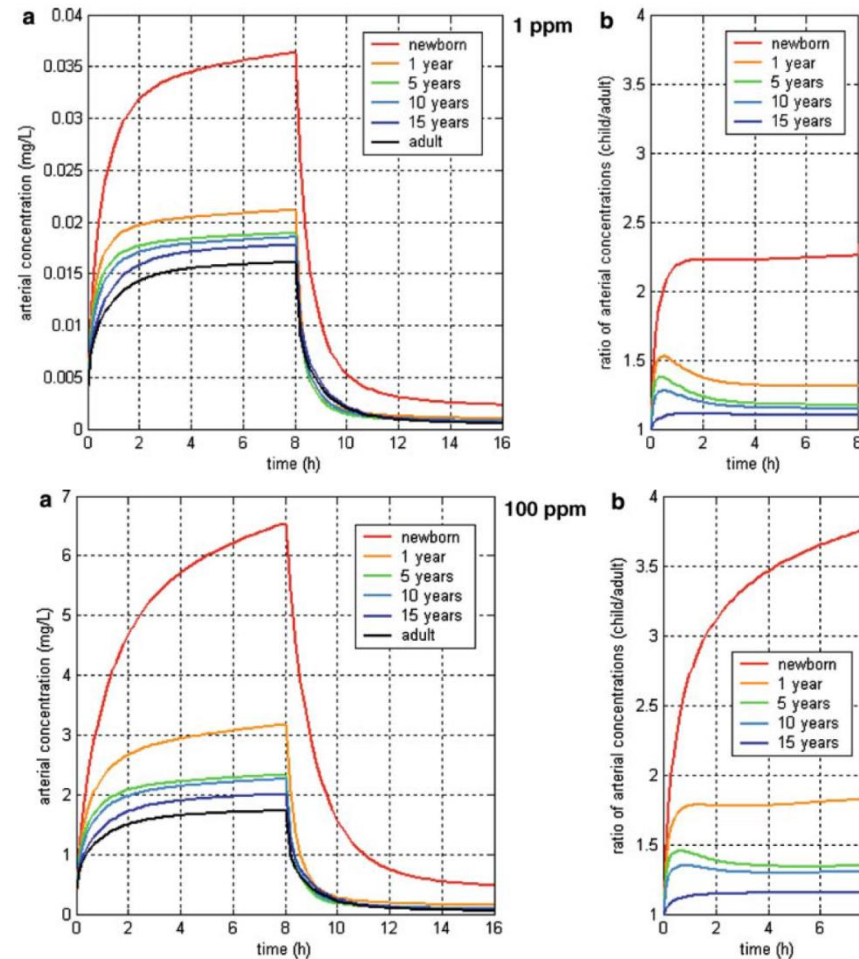 a
1 ppm
arterial concentration (mg/L)
0.04
0.035
0.03
0.025
0.02
0.015
0.01
0.005
0
newborn
1 year
5 years
10 years
15 years
adult
0 2 4 6 8 10 12 14 16
time (h)
b
ratio of arterial concentrations (child/adult)
4
3.5
3
2.5
2
1.5
1
newborn
1 year
5 years
10 years
15 years
0 2 4 6 8
time (h)
a
100 ppm
arterial concentration (mg/L)
7
6
5
4
3
2
1
0
newborn
1 year
5 years
10 years
15 years
adult
0 2 4 6 8 10 12 14 16
time (h)
b
ratio of arterial concentrations (child/adult)
4
3.5
3
2.5
2
1.5
1
newborn
1 year
5 years
10 years
15 years
0 2 4 6
time (h)